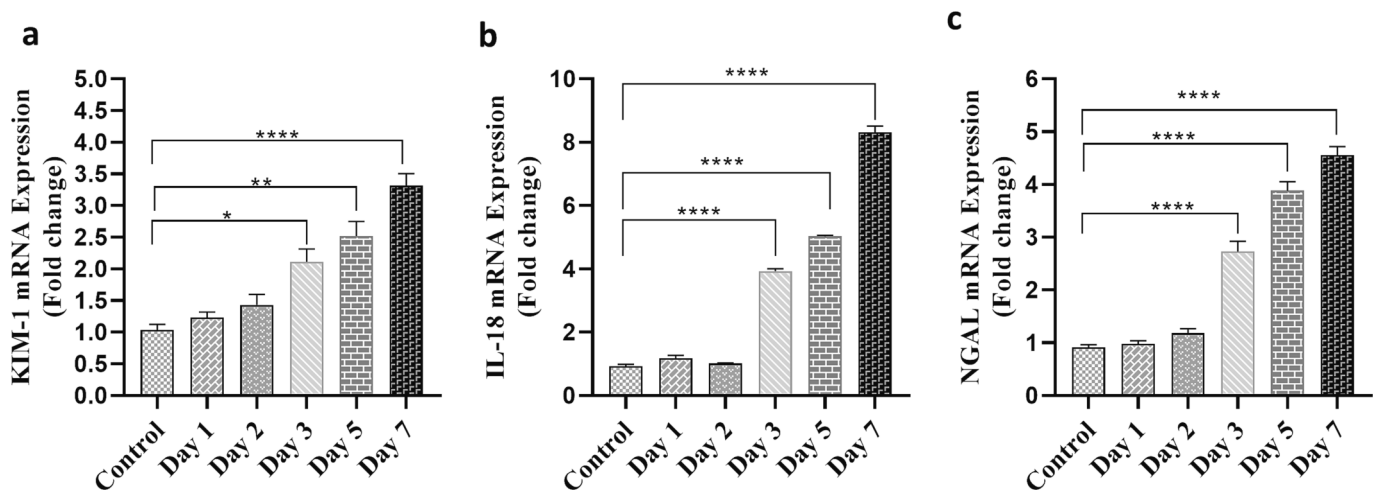 a
KIM-1 mRNA Expression
(Fold change)
5.0
4.5
4.0
3.5
3.0
2.5
2.0
1.5
1.0
0.5
0.0
****
**
*
Control
Day 1
Day 2
Day 3
Day 5
Day 7
b
IL-18 mRNA Expression
(Fold change)
10
8
6
4
2
0
****
****
****
Control
Day 1
Day 2
Day 3
Day 5
Day 7
c
NGAL mRNA Expression
(Fold change)
6
5
4
3
2
1
0
****
****
****
Control
Day 1
Day 2
Day 3
Day 5
Day 7